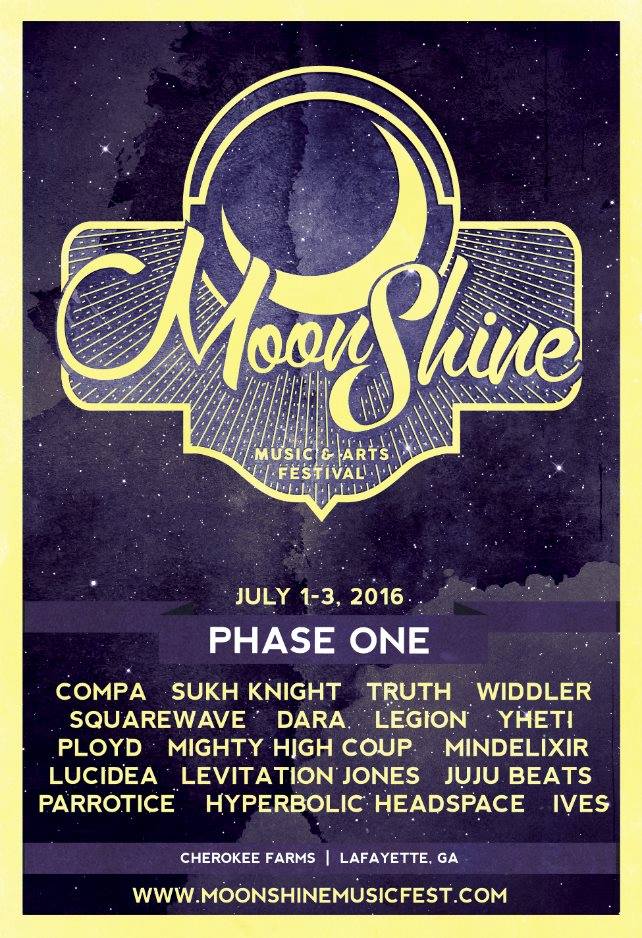 MoonShine
MUSIC & ARTS
FESTIVAL
JULY 1-3, 2016
PHASE ONE
COMPA SUKH KNIGHT TRUTH WIDDLER
SQUAREWAVE DARA LEGION YHETI
PLOYD MIGHTY HIGH COUP MINDELIXIR
LUCIDEA LEVITATION JONES JUJU BEATS
PARROTICE HYPERBOLIC HEADSPACE IVES
CHEROKEE FARMS | LAFAYETTE, GA
WWW.MOONSHINEMUSICFEST.COM